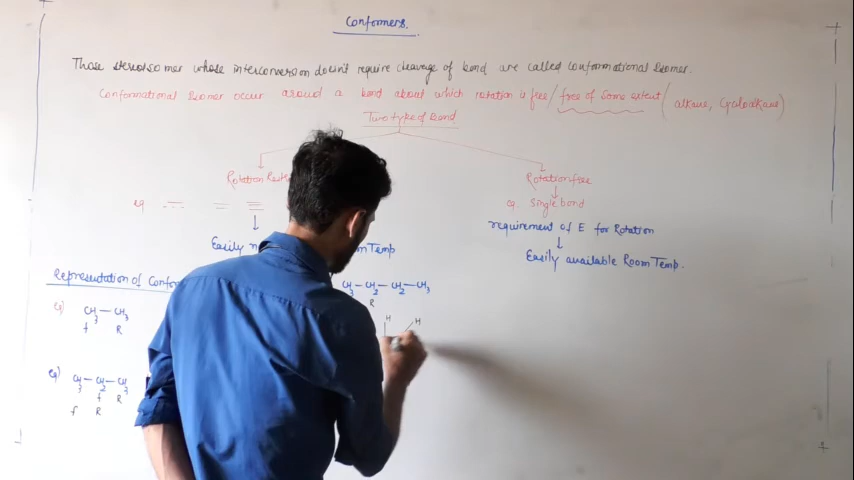 Conformers.
Those stereoisomer whose interconversion doesn't require cleavage of bond are called conformational Isomer.
Conformational Isomer occur around a bond about which rotation is free/ free of some extent ( alkane, Cycloalkane)
Two type of Bond
Rotation Rest
Rotation free
eg
eg. Single bond
requirement of E for Rotation
Easily n
m Temp
Easily available Room Temp.
Representation of Confor
CH3 — CH2 — CH2 — CH3
R
eg) CH3 — CH3
f R
H H
eg) CH3 — CH2 — CH3
f R
f R